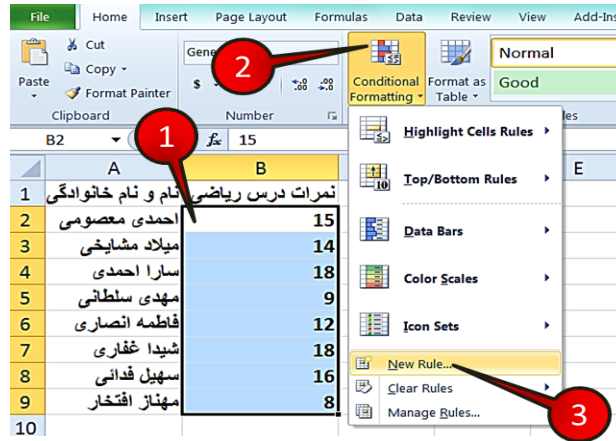 File Home Insert Page Layout Formulas Data Review View Add-Ins
Cut
Copy
Format Painter
Paste
Clipboard
$
.00
Number
Conditional Formatting
Format as Table
Normal
Good
B2 fx 15
A B E
1 نام و نام خانوادگی نمرات درس ریاضی
2 احمدی معصومی 15
3 میلاد مشایخی 14
4 سارا احمدی 18
5 مهدی سلطانی 9
6 فاطمه انصاری 12
7 شیدا غفاری 18
8 سهیل فدائی 16
9 مهناز افتخار 8
10
Highlight Cells Rules
Top/Bottom Rules
Data Bars
Color Scales
Icon Sets
New Rule...
Clear Rules
Manage Rules...
1
2
3